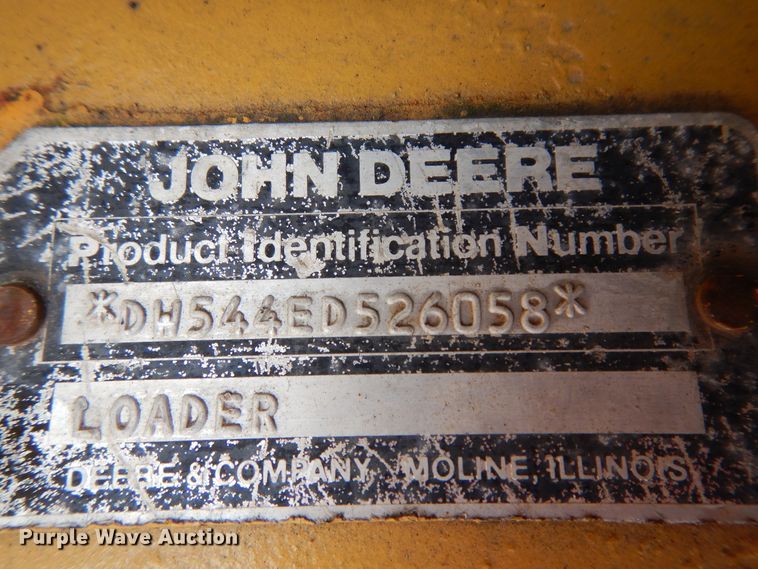 JOHN DEERE
Product Identification Number
*DH544ED526058*
LOADER
DEERE & COMPANY MOLINE, ILLINOIS
Purple Wave Auction